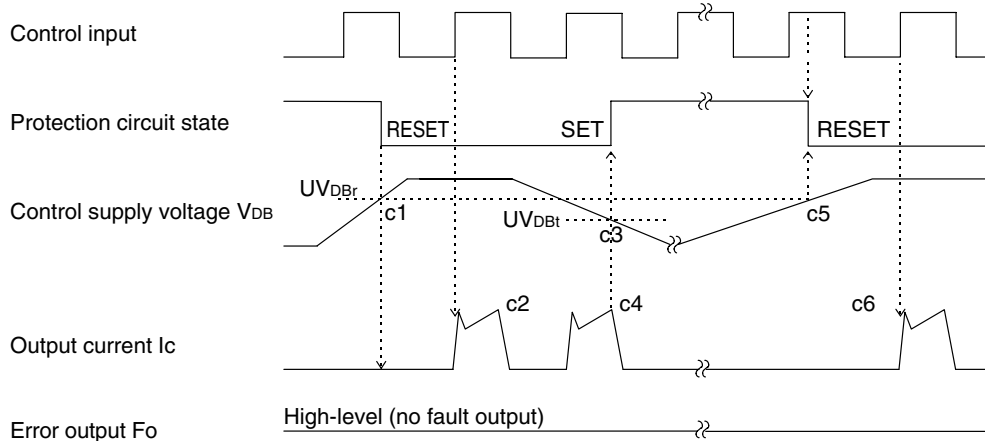 Control input
Protection circuit state
RESET
SET
RESET
Control supply voltage VDB
UVDBr
c1
UVDBt
c3
c5
Output current Ic
c2
c4
c6
Error output Fo
High-level (no fault output)